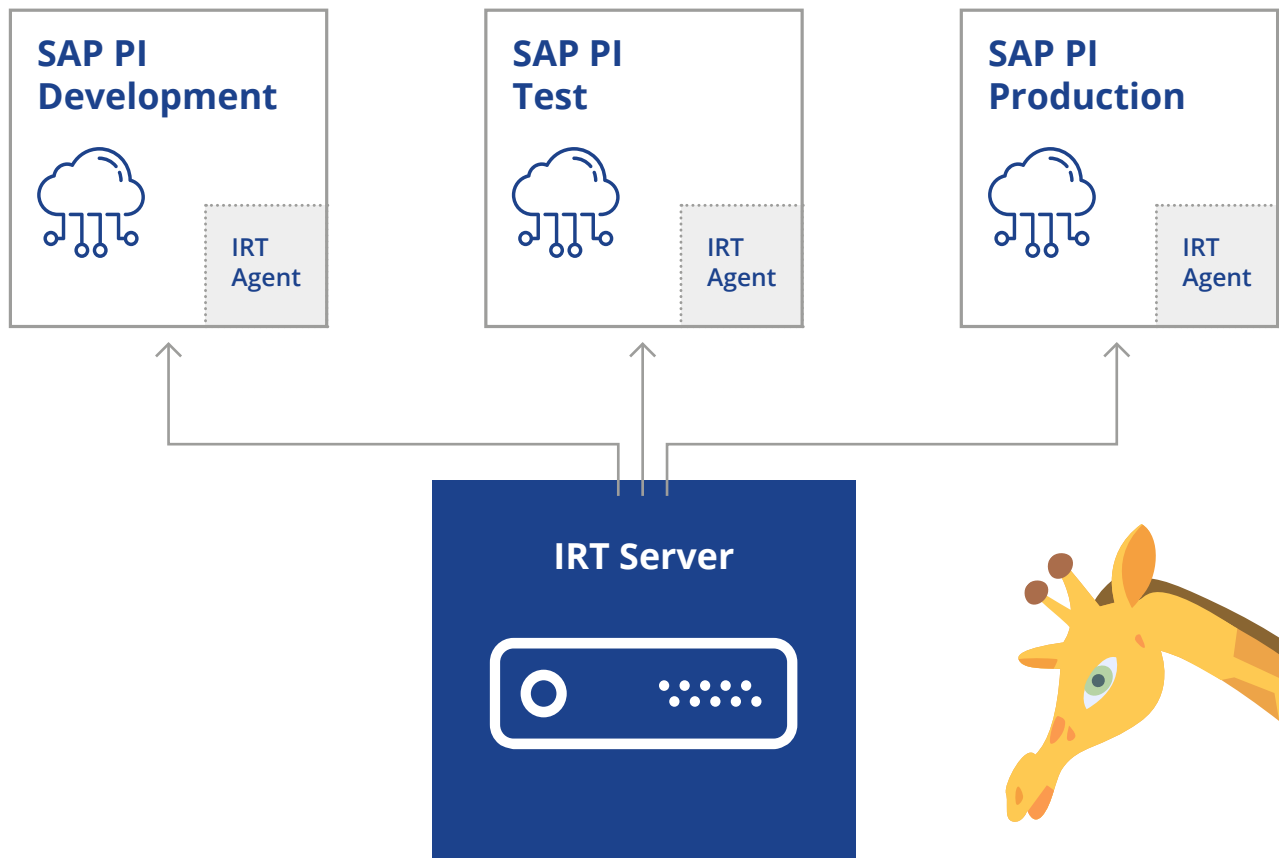 SAP PI
Development
IRT
Agent
SAP PI
Test
IRT
Agent
SAP PI
Production
IRT
Agent
IRT Server